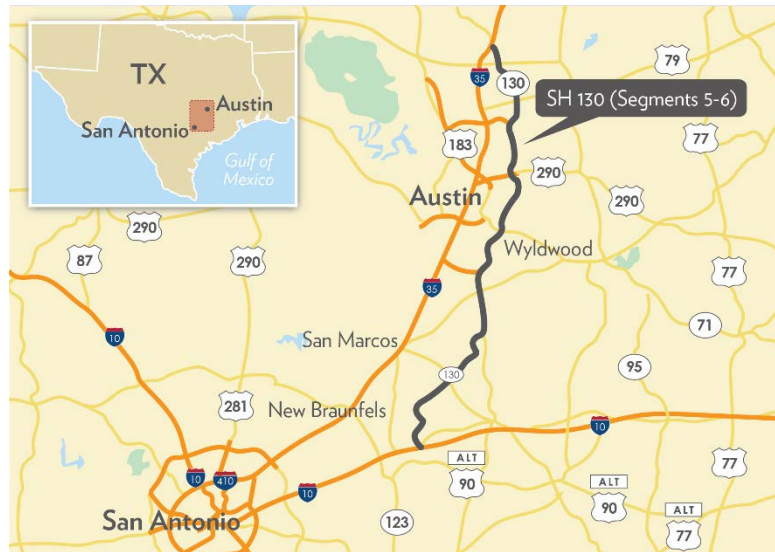 TX
Austin
San Antonio
Gulf of
Mexico
35
130
79
SH 130 (Segments 5-6)
183
77
290
Austin
290
290
87
290
Wyldwood
77
35
10
San Marcos
71
130
95
281
New Braunfels
10
ALT
10
410
90
77
10
ALT
San Antonio
123
90
ALT
77